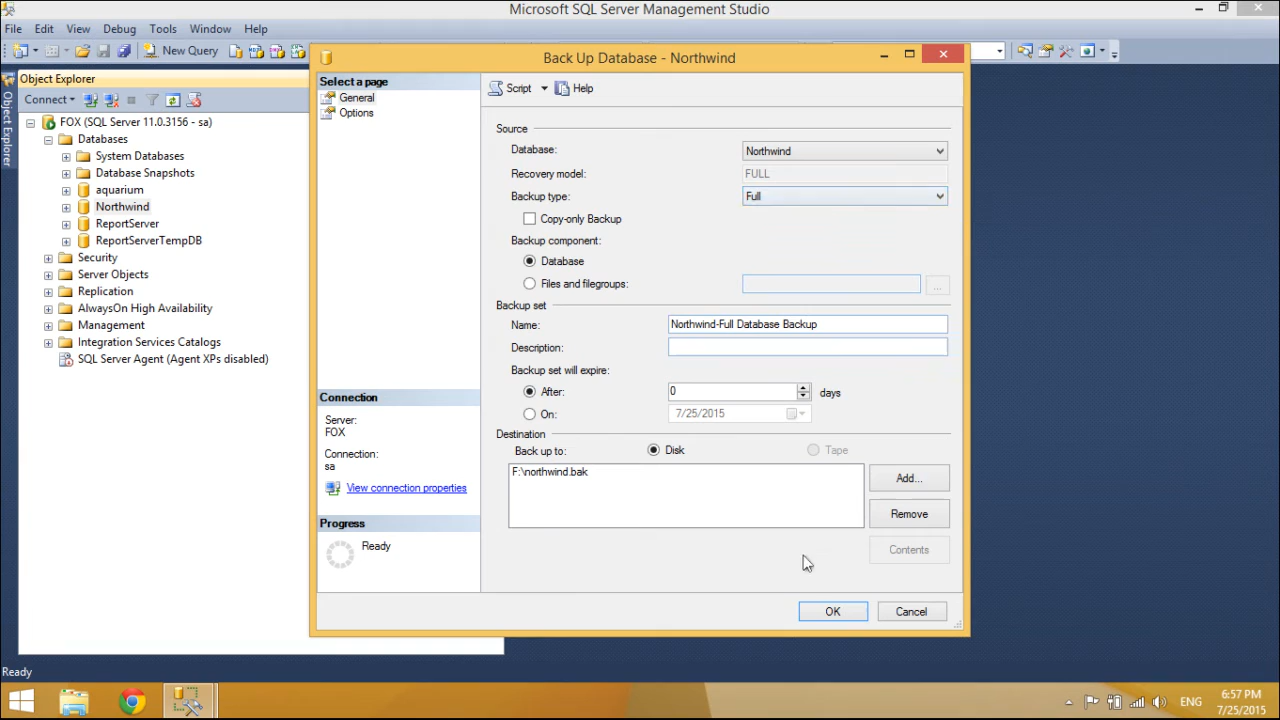 Microsoft SQL Server Management Studio
File Edit View Debug Tools Window Help
New Query
Object Explorer
Object Explorer
Connect
FOX (SQL Server 11.0.3156 - sa)
Databases
System Databases
Database Snapshots
aquarium
Northwind
ReportServer
ReportServerTempDB
Security
Server Objects
Replication
AlwaysOn High Availability
Management
Integration Services Catalogs
SQL Server Agent (Agent XPs disabled)
Back Up Database - Northwind
Select a page
General
Options
Connection
Server:
FOX
Connection:
sa
View connection properties
Progress
Ready
Script Help
Source
Database: Northwind
Recovery model: FULL
Backup type: Full
Copy-only Backup
Backup component:
Database
Files and filegroups: ...
Backup set
Name: Northwind-Full Database Backup
Description:
Backup set will expire:
After: 0 days
On: 7/25/2015
Destination
Back up to: Disk Tape
F:\northwind.bak
Add...
Remove
Contents
OK Cancel
Ready
ENG
6:57 PM
7/25/2015